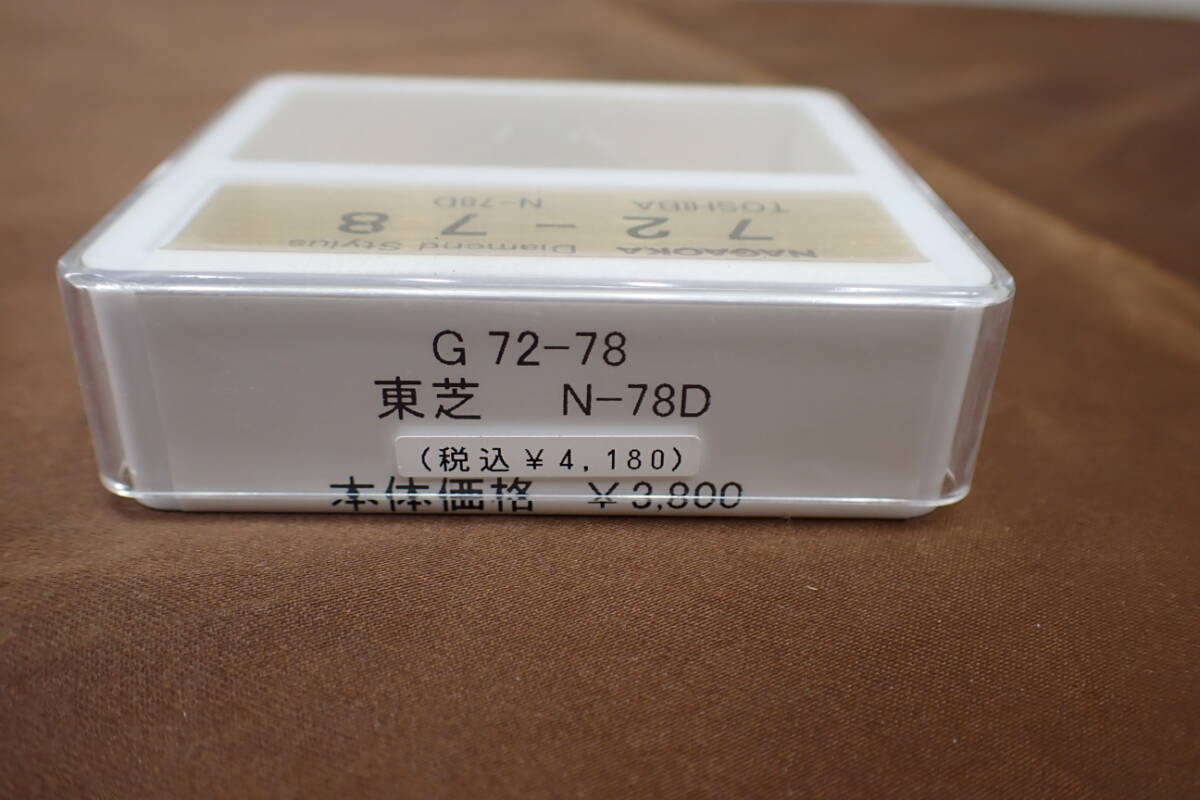 TOSHIBA N-78D
72-78
NAGAOKA Diamond Stylus
G 72-78
東芝 N-78D
(税込¥4,180)
本体価格 ¥3,800